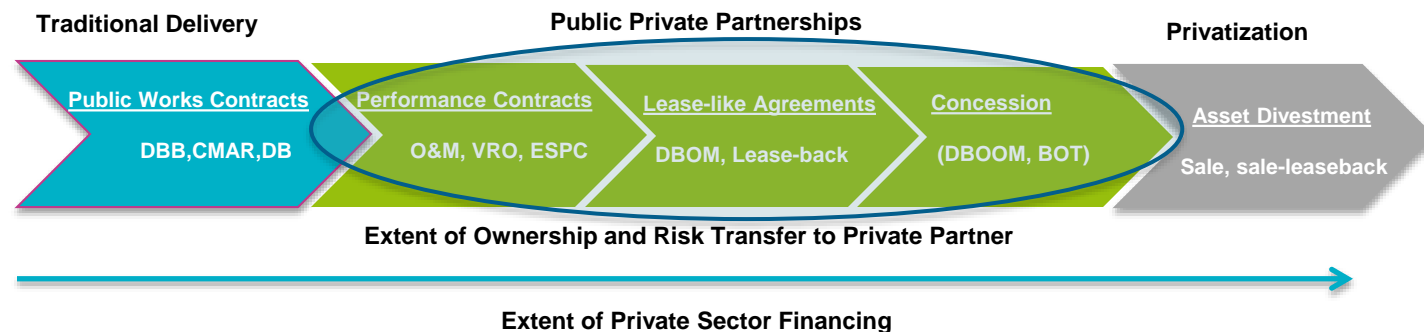 Traditional Delivery
Public Private Partnerships
Privatization
Public Works Contracts
DBB,CMAR,DB
Performance Contracts
O&M, VRO, ESPC
Lease-like Agreements
DBOM, Lease-back
Concession
(DBOOM, BOT)
Asset Divestment
Sale, sale-leaseback
Extent of Ownership and Risk Transfer to Private Partner
Extent of Private Sector Financing